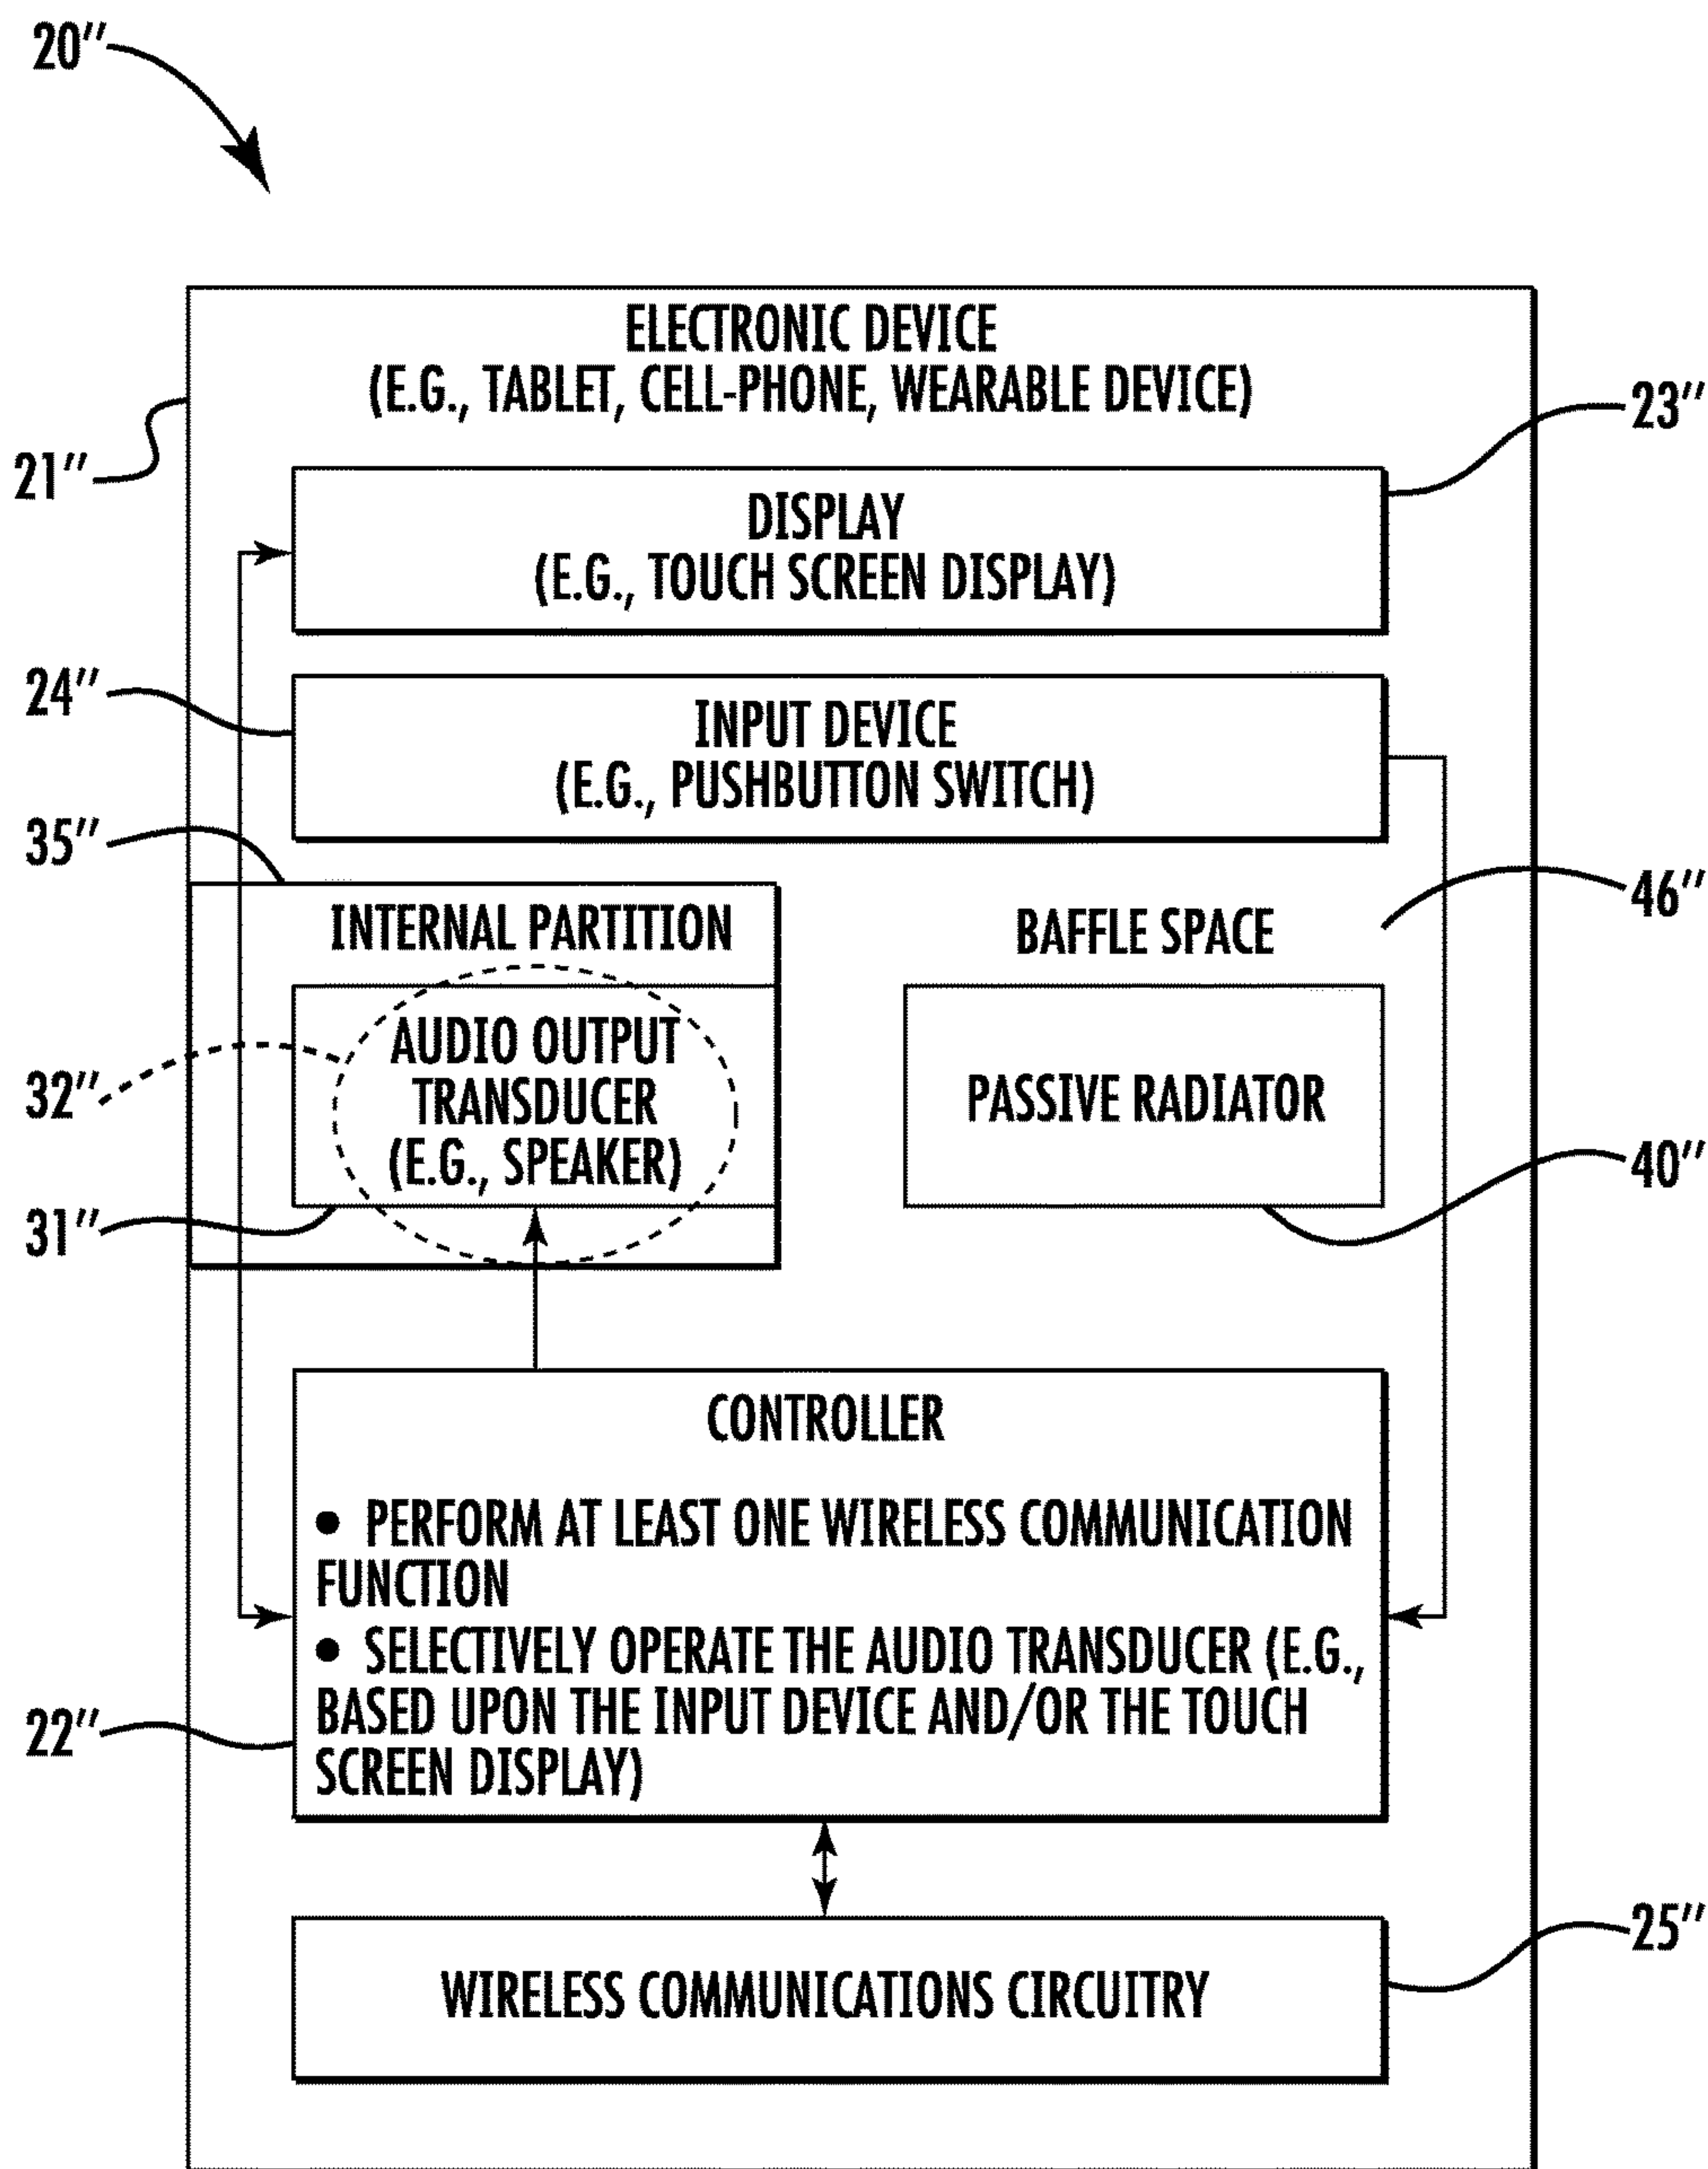 20''
ELECTRONIC DEVICE
(E.G., TABLET, CELL-PHONE, WEARABLE DEVICE)
23''
21''
DISPLAY
(E.G., TOUCH SCREEN DISPLAY)
24''
INPUT DEVICE
(E.G., PUSHBUTTON SWITCH)
35''
46''
INTERNAL PARTITION
BAFFLE SPACE
AUDIO OUTPUT
TRANSDUCER
(E.G., SPEAKER)
32''
PASSIVE RADIATOR
40''
31''
CONTROLLER
• PERFORM AT LEAST ONE WIRELESS COMMUNICATION
FUNCTION
• SELECTIVELY OPERATE THE AUDIO TRANSDUCER (E.G.,
BASED UPON THE INPUT DEVICE AND/OR THE TOUCH
SCREEN DISPLAY)
22''
25''
WIRELESS COMMUNICATIONS CIRCUITRY